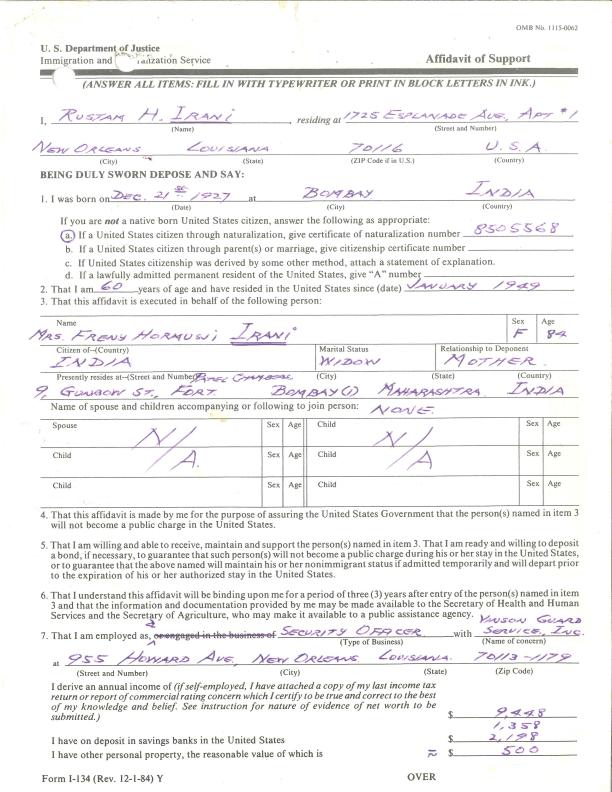 OMB No. 1115-0062
U. S. Department of Justice
Immigration and Naturalization Service Affidavit of Support
(ANSWER ALL ITEMS: FILL IN WITH TYPEWRITER OR PRINT IN BLOCK LETTERS IN INK.)
I, RUSTAM H. IRANI, residing at 1725 ESPLANADE AVE, APT #1
(Name) (Street and Number)
NEW ORLEANS LOUISIANA 70116 U.S.A.
(City) (State) (ZIP Code if in U.S.) (Country)
BEING DULY SWORN DEPOSE AND SAY:
1. I was born on DEC. 21st 1927 at BOMBAY INDIA
(Date) (City) (Country)
If you are not a native born United States citizen, answer the following as appropriate:
a. If a United States citizen through naturalization, give certificate of naturalization number 8505568
b. If a United States citizen through parent(s) or marriage, give citizenship certificate number
c. If United States citizenship was derived by some other method, attach a statement of explanation.
d. If a lawfully admitted permanent resident of the United States, give "A" number
2. That I am 60 years of age and have resided in the United States since (date) JANUARY 1949
3. That this affidavit is executed in behalf of the following person:
Name Sex Age
MRS. FRENY HORMUSJI IRANI F 84
Citizen of—(Country) Marital Status Relationship to Deponent
INDIA WIDOW MOTHER.
Presently resides at—(Street and Number) PATEL CHAMBERS (City) (State) (Country)
9, GUNBOW ST., FORT. BOMBAY(1) MAHARASHTRA INDIA
Name of spouse and children accompanying or following to join person: NONE.
Spouse Sex Age Child Sex Age
N/A. N/A
Child Sex Age Child Sex Age
Child Sex Age Child Sex Age
4. That this affidavit is made by me for the purpose of assuring the United States Government that the person(s) named in item 3
will not become a public charge in the United States.
5. That I am willing and able to receive, maintain and support the person(s) named in item 3. That I am ready and willing to deposit
a bond, if necessary, to guarantee that such person(s) will not become a public charge during his or her stay in the United States,
or to guarantee that the above named will maintain his or her nonimmigrant status if admitted temporarily and will depart
prior to the expiration of his or her authorized stay in the United States.
6. That I understand this affidavit will be binding upon me for a period of three (3) years after entry of the person(s) named in item
3 and that the information and documentation provided by me may be made available to the Secretary of Health and Human
Services and the Secretary of Agriculture, who may make it available to a public assistance agency. VINSON GUARD
7. That I am employed as, a or engaged in the business of SECURITY OFFICER with SERVICE, INC.
(Type of Business) (Name of concern)
at 955 HOWARD AVE, NEW ORLEANS LOUISIANA. 70113-1179
(Street and Number) (City) (State) (Zip Code)
I derive an annual income of (if self-employed, I have attached a copy of my last income tax
return or report of commercial rating concern which I certify to be true and correct to the best
of my knowledge and belief. See instruction for nature of evidence of net worth to be
submitted.) $ 9,448
1,358
I have on deposit in savings banks in the United States $ 2,198
I have other personal property, the reasonable value of which is ≈ $ 500
Form I-134 (Rev. 12-1-84) Y OVER